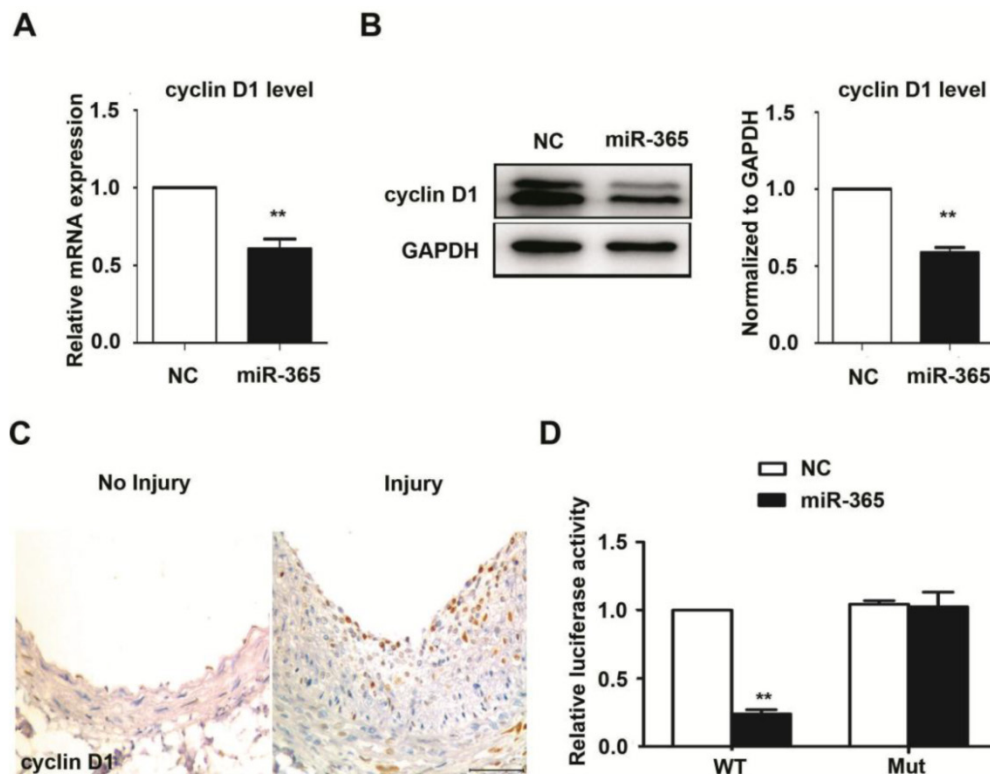 A
cyclin D1 level
Relative mRNA expression
1.5
1.0
0.5
0.0
**
NC miR-365
B
NC miR-365
cyclin D1
GAPDH
cyclin D1 level
Normalized to GAPDH
1.5
1.0
0.5
0.0
**
NC miR-365
C
No Injury Injury
cyclin D1
D
NC
miR-365
Relative luciferase activity
1.5
1.0
0.5
0.0
**
WT Mut